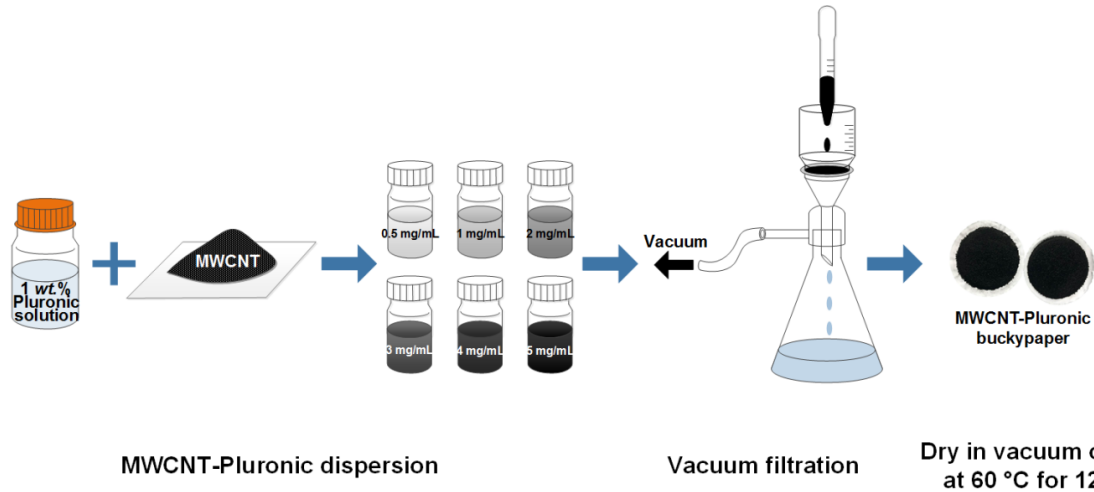 1 wt.%
Pluronic
solution
MWCNT
0.5 mg/mL
1 mg/mL
2 mg/mL
3 mg/mL
4 mg/mL
5 mg/mL
Vacuum
MWCNT-Pluronic
buckypaper
MWCNT-Pluronic dispersion
Vacuum filtration
Dry in vacuum
at 60 °C for 12